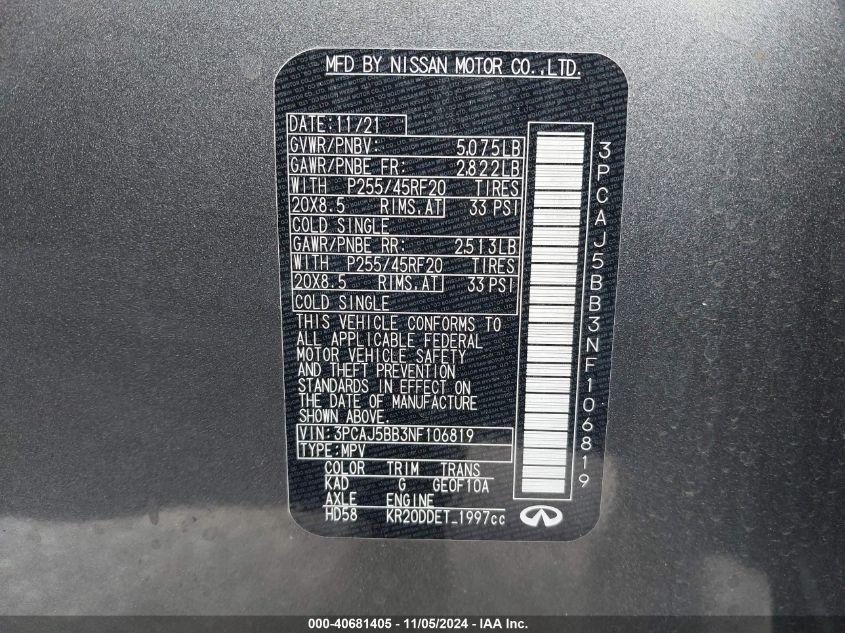 MFD BY NISSAN MOTOR CO.,LTD.
DATE:11/21
GVWR/PNBV: 5,075LB
GAWR/PNBE FR: 2,822LB
WITH P255/45RF20 TIRES
20X8.5 RIMS,AT 33 PSI
COLD SINGLE
GAWR/PNBE RR: 2,513LB
WITH P255/45RF20 TIRES
20X8.5 RIMS,AT 33 PSI
COLD SINGLE
THIS VEHICLE CONFORMS TO
ALL APPLICABLE FEDERAL
MOTOR VEHICLE SAFETY
AND THEFT PREVENTION
STANDARDS IN EFFECT ON
THE DATE OF MANUFACTURE
SHOWN ABOVE.
VIN: 3PCAJ5BB3NF106819
TYPE: MPV
COLOR TRIM TRANS
KAD G GE0F10A
AXLE ENGINE
HD58 KR20DDET 1997cc
3PCAJ5BB3NF106819
000-40681405 - 11/05/2024 - IAA Inc.